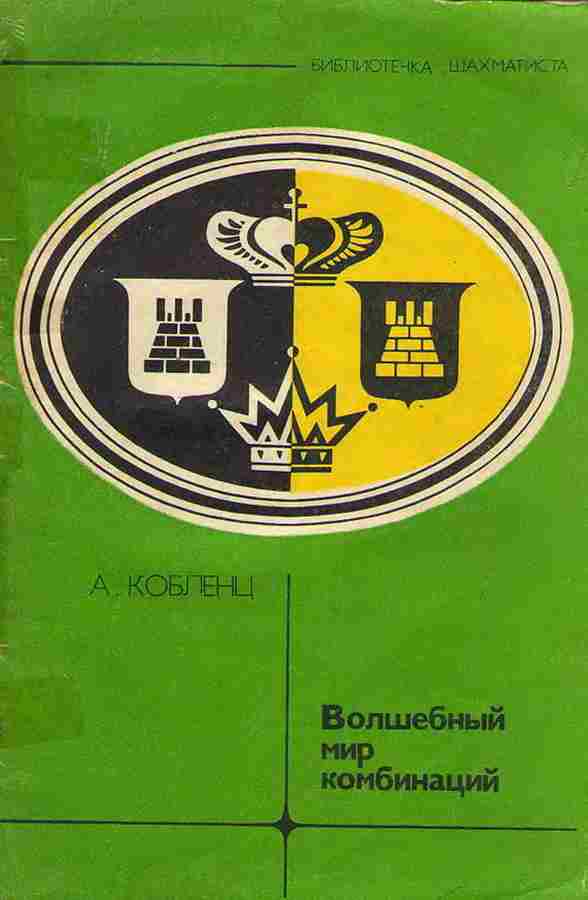 БИБЛИОТЕЧКА ШАХМАТИСТА
А. КОБЛЕНЦ
Волшебный
мир
комбинаций